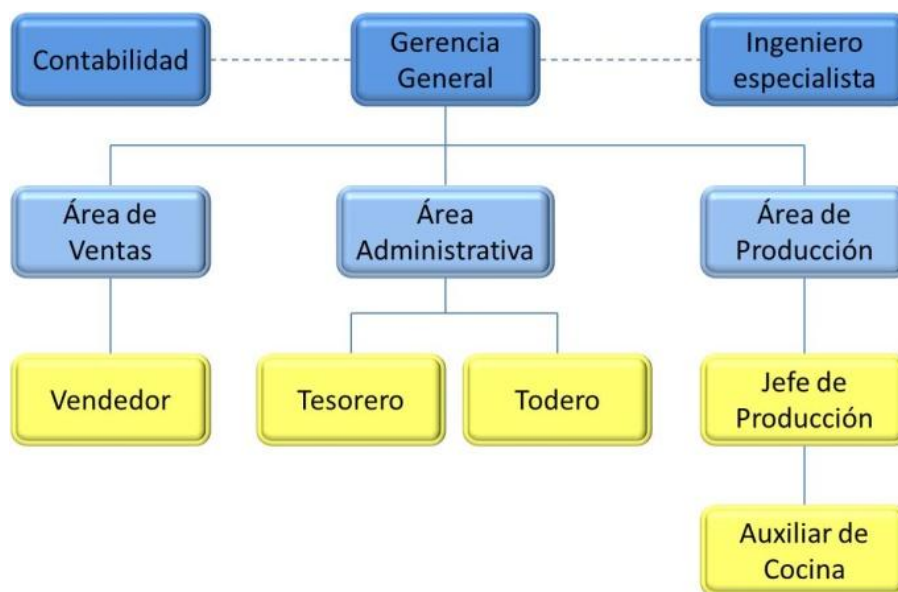 Contabilidad
Gerencia
General
Ingeniero
especialista
Área de
Ventas
Área
Administrativa
Área de
Producción
Vendedor
Tesorero
Todero
Jefe de
Producción
Auxiliar de
Cocina